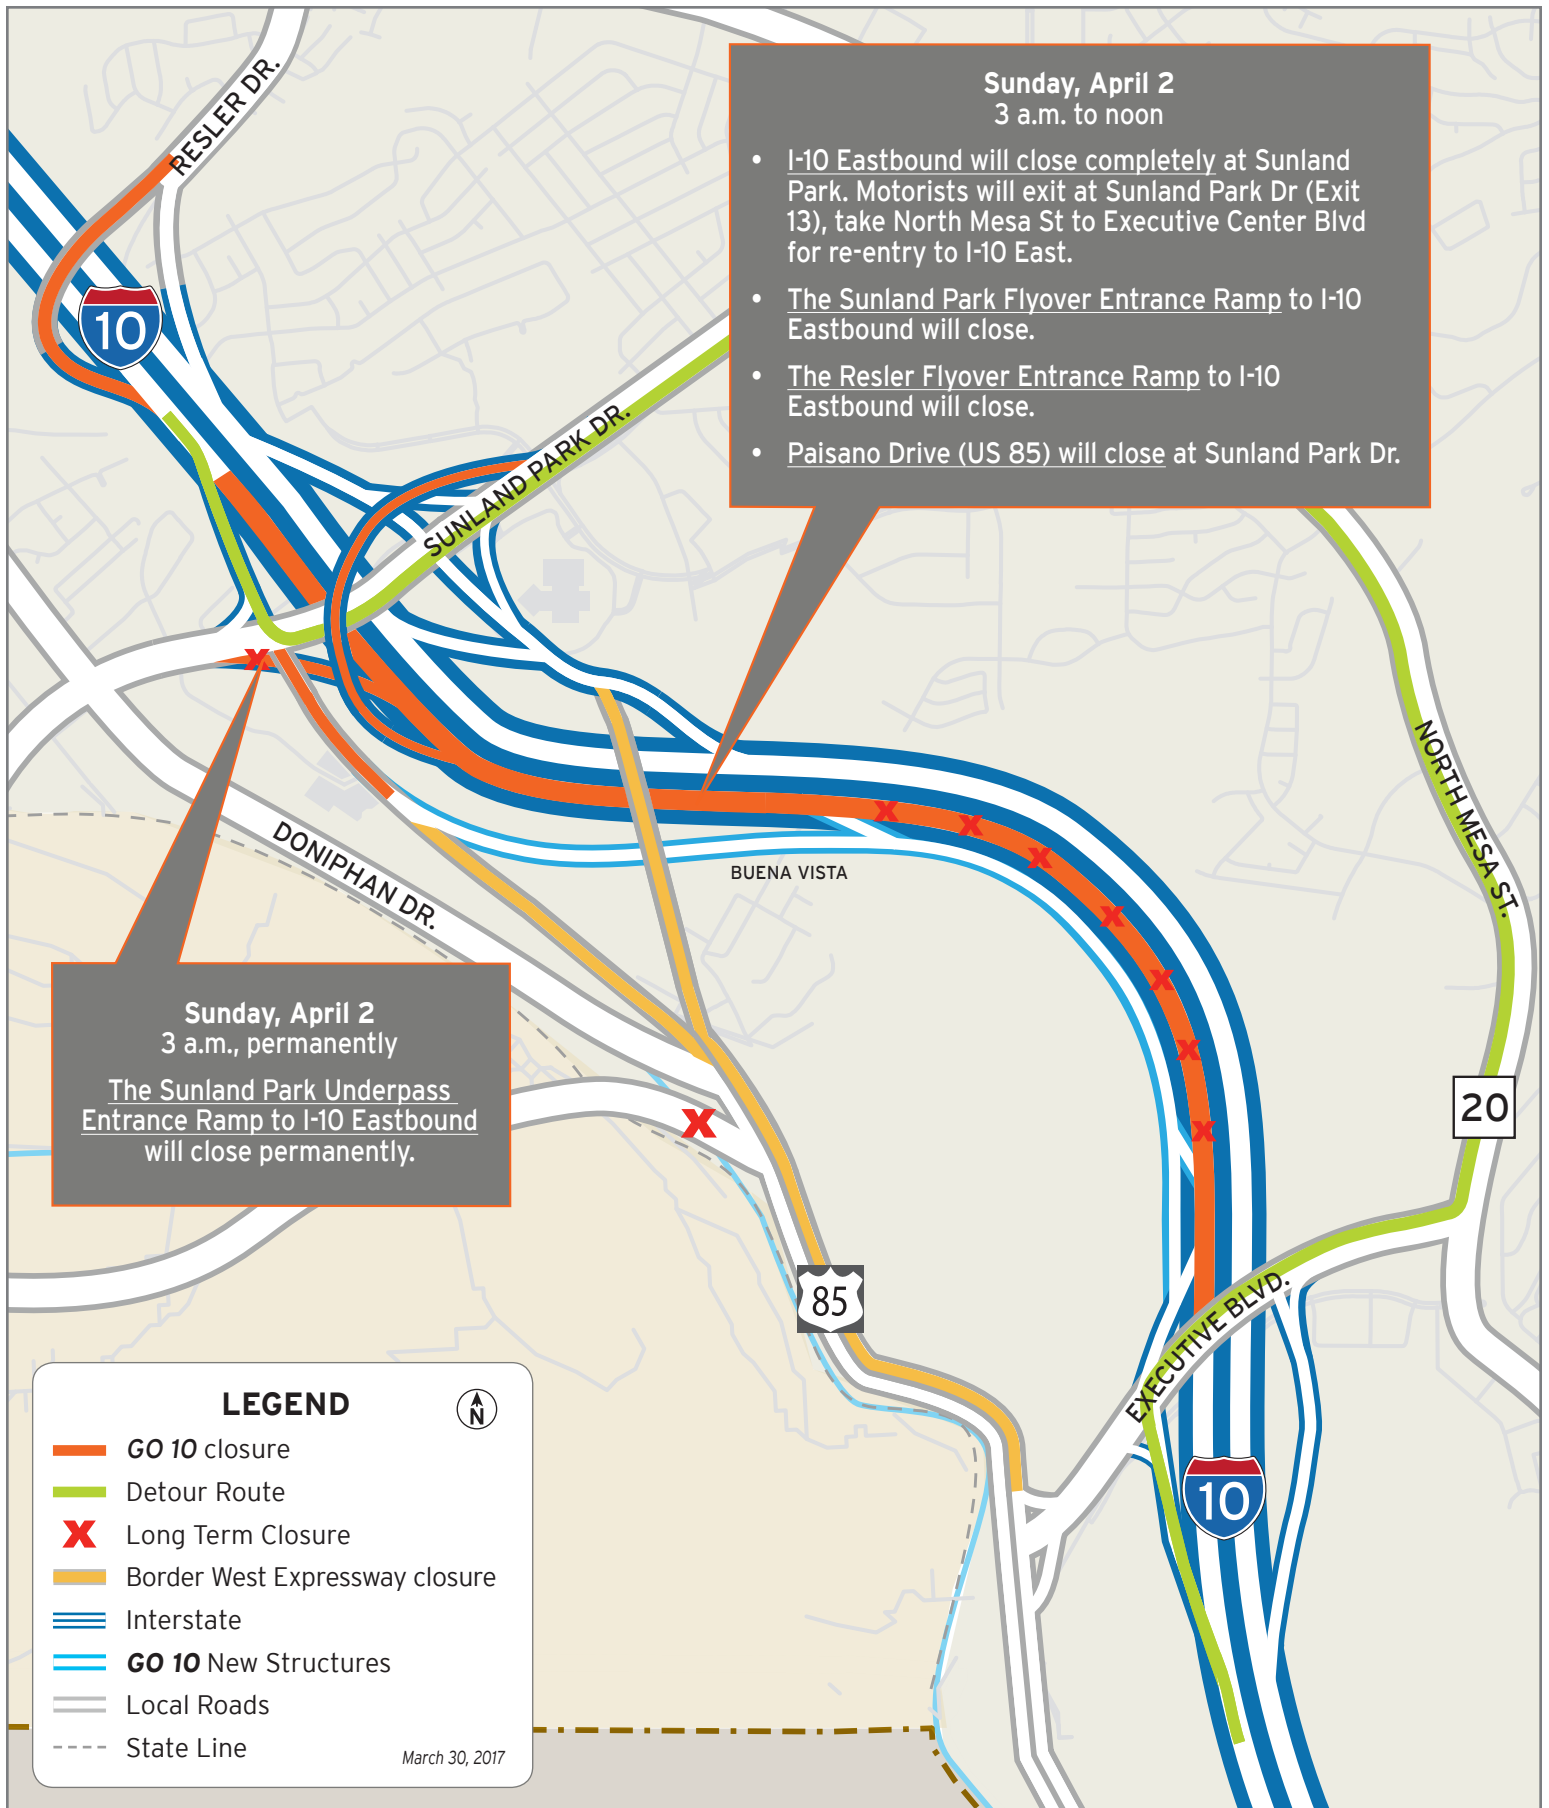 RESLER DR.
Sunday, April 2
3 a.m. to noon
• I-10 Eastbound will close completely at Sunland
Park. Motorists will exit at Sunland Park Dr (Exit
13), take North Mesa St to Executive Center Blvd
for re-entry to I-10 East.
• The Sunland Park Flyover Entrance Ramp to I-10
Eastbound will close.
• The Resler Flyover Entrance Ramp to I-10
Eastbound will close.
• Paisano Drive (US 85) will close at Sunland Park Dr.
10
SUNLAND PARK DR.
NORTH MESA ST.
DONIPHAN DR.
BUENA VISTA
Sunday, April 2
3 a.m., permanently
The Sunland Park Underpass
Entrance Ramp to I-10 Eastbound
will close permanently.
20
85
EXECUTIVE BLVD.
10
LEGEND
N
GO 10 closure
Detour Route
X Long Term Closure
Border West Expressway closure
Interstate
GO 10 New Structures
Local Roads
State Line
March 30, 2017